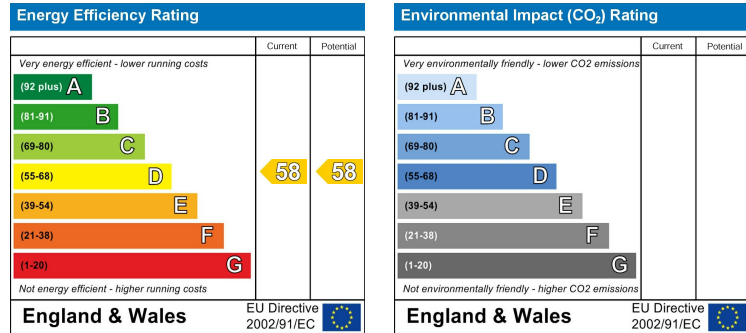 Energy Efficiency Rating
Current Potential
Very energy efficient - lower running costs
(92 plus) A
(81-91) B
(69-80) C
(55-68) D 58 58
(39-54) E
(21-38) F
(1-20) G
Not energy efficient - higher running costs
England & Wales
EU Directive
2002/91/EC
Environmental Impact (CO₂) Rating
Current Potential
Very environmentally friendly - lower CO2 emissions
(92 plus) A
(81-91) B
(69-80) C
(55-68) D
(39-54) E
(21-38) F
(1-20) G
Not environmentally friendly - higher CO2 emissions
England & Wales
EU Directive
2002/91/EC